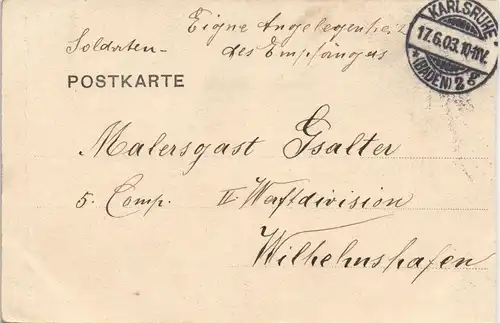 Soldaten-
Eigne Angelegenheit
des Empfängers
POSTKARTE
KARLSRUHE
17.6.03.10-11V.
* (BADEN) 2 g
Malersgast Gsalter
5. Comp. II Werftdivision
Wilhelmshafen